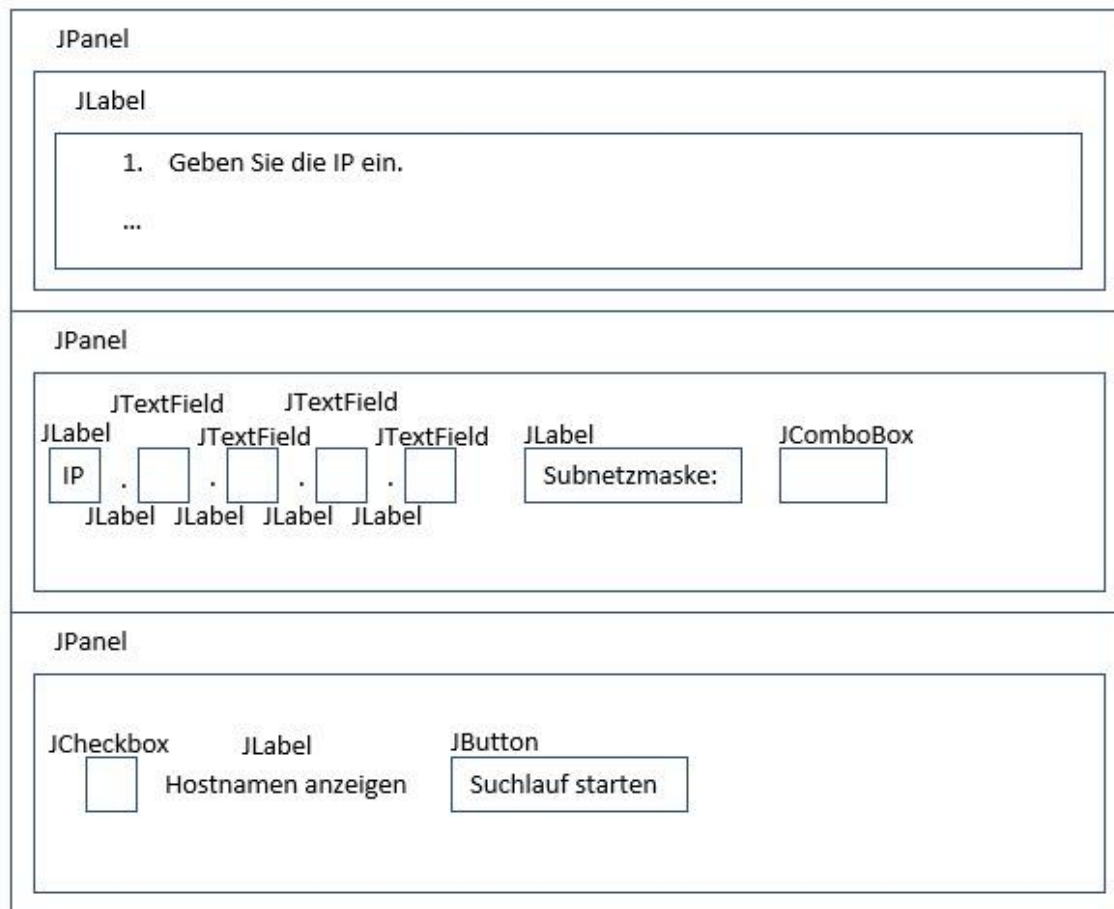 JPanel
JLabel
1. Geben Sie die IP ein.
...
JPanel
JTextField JTextField
JLabel JTextField JTextField JLabel JComboBox
IP . . . . Subnetzmaske:
JLabel JLabel JLabel JLabel
JPanel
JCheckbox JLabel JButton
Hostnamen anzeigen Suchlauf starten